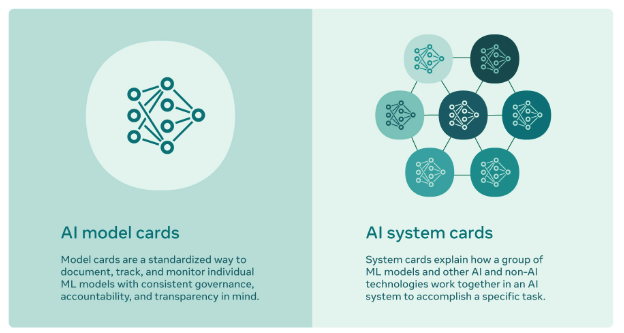 AI model cards
Model cards are a standardized way to
document, track, and monitor individual
ML models with consistent governance,
accountability, and transparency in mind.
AI system cards
System cards explain how a group of
ML models and other AI and non-AI
technologies work together in an AI
system to accomplish a specific task.